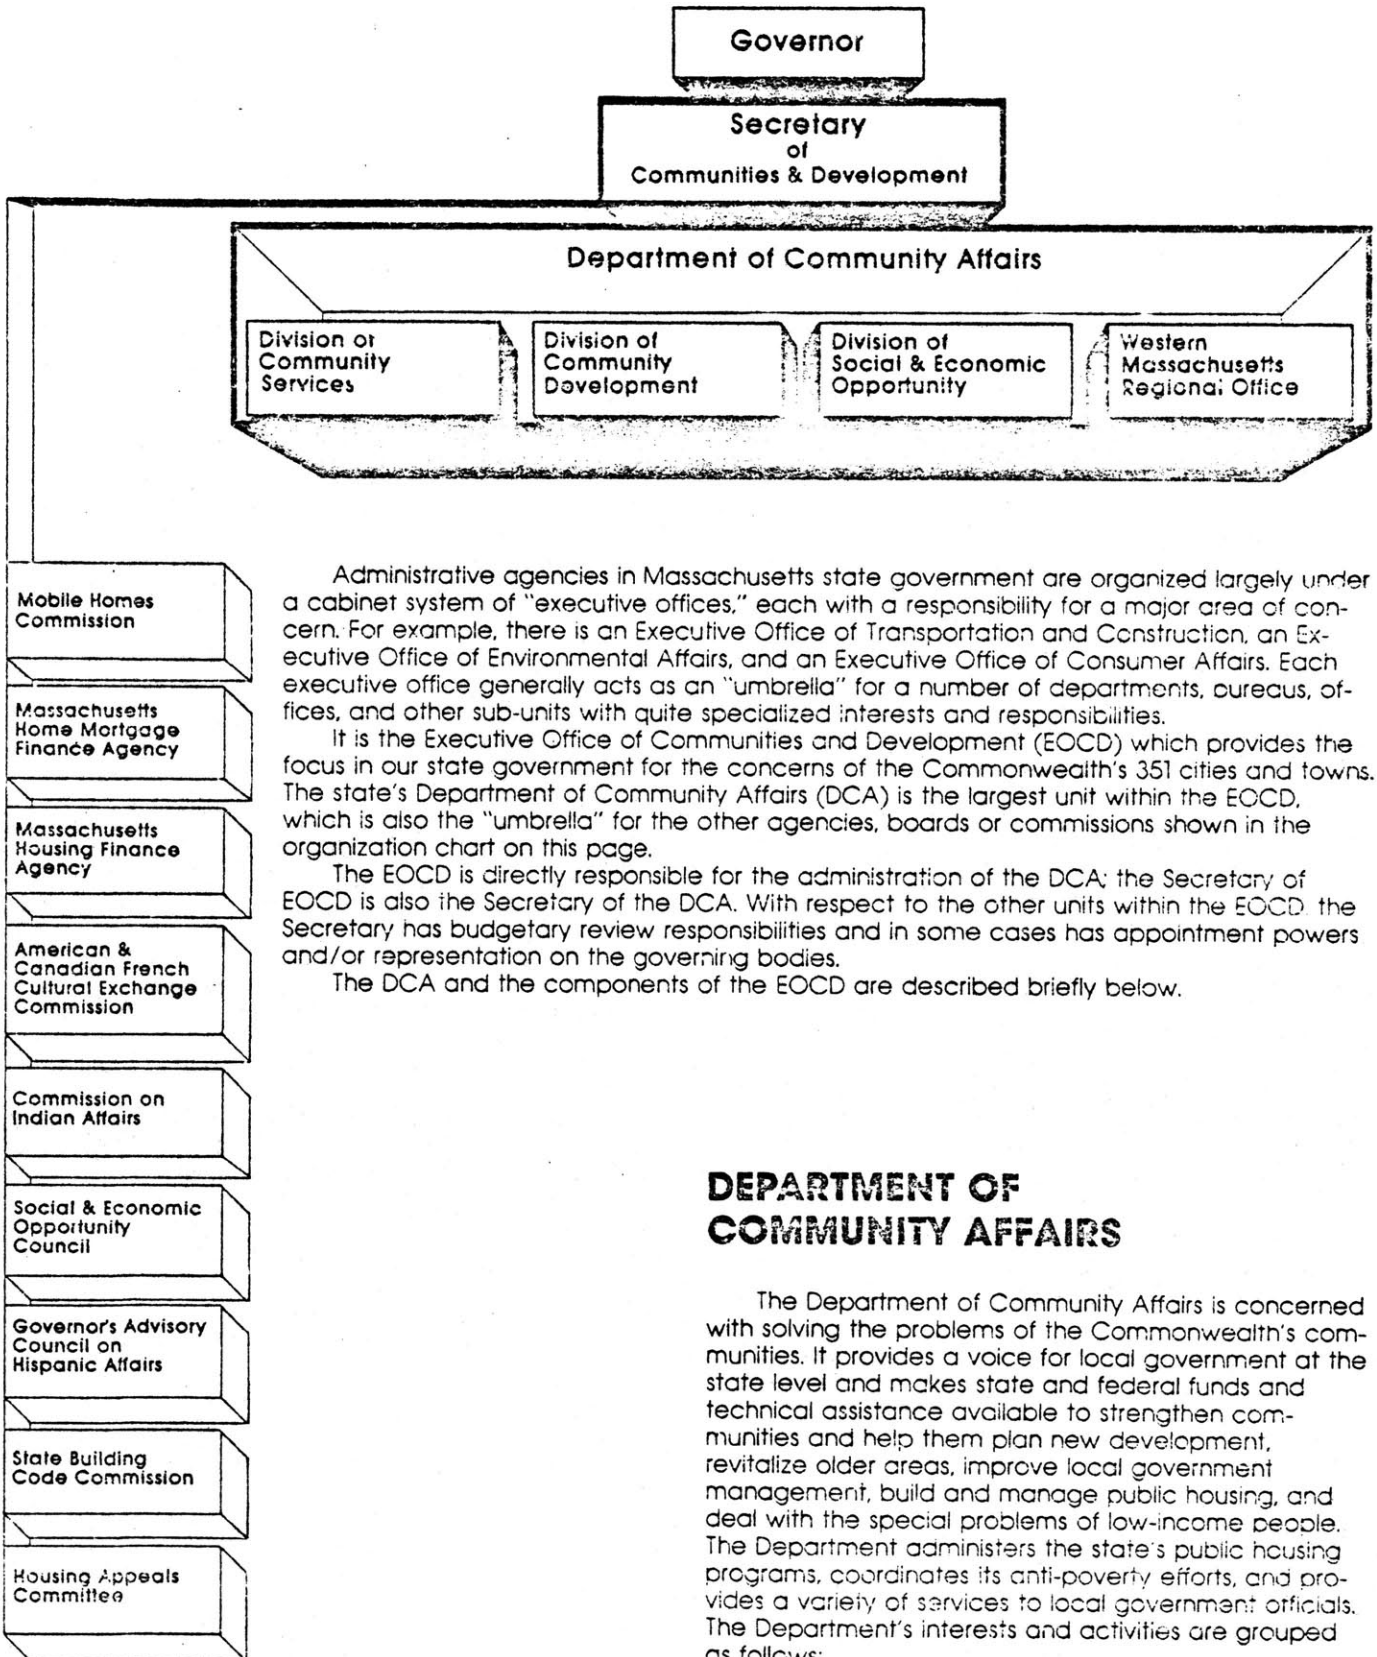 Governor
Secretary
of
Communities & Development
Department of Community Affairs
Division of
Community
Services
Division of
Community
Development
Division of
Social & Economic
Opportunity
Western
Massachusetts
Regional Office
Mobile Homes
Commission
Massachusetts
Home Mortgage
Finance Agency
Massachusetts
Housing Finance
Agency
American &
Canadian French
Cultural Exchange
Commission
Commission on
Indian Affairs
Social & Economic
Opportunity
Council
Governor's Advisory
Council on
Hispanic Affairs
State Building
Code Commission
Housing Appeals
Committee
Administrative agencies in Massachusetts state government are organized largely under
a cabinet system of "executive offices," each with a responsibility for a major area of con-
cern. For example, there is an Executive Office of Transportation and Construction, an Ex-
ecutive Office of Environmental Affairs, and an Executive Office of Consumer Affairs. Each
executive office generally acts as an "umbrella" for a number of departments, bureaus, of-
fices, and other sub-units with quite specialized interests and responsibilities.
It is the Executive Office of Communities and Development (EOCD) which provides the
focus in our state government for the concerns of the Commonwealth's 351 cities and towns.
The state's Department of Community Affairs (DCA) is the largest unit within the EOCD,
which is also the "umbrella" for the other agencies, boards or commissions shown in the
organization chart on this page.
The EOCD is directly responsible for the administration of the DCA; the Secretary of
EOCD is also the Secretary of the DCA. With respect to the other units within the EOCD, the
Secretary has budgetary review responsibilities and in some cases has appointment powers
and/or representation on the governing bodies.
The DCA and the components of the EOCD are described briefly below.
DEPARTMENT OF
COMMUNITY AFFAIRS
The Department of Community Affairs is concerned
with solving the problems of the Commonwealth's com-
munities. It provides a voice for local government at the
state level and makes state and federal funds and
technical assistance available to strengthen com-
munities and help them plan new development,
revitalize older areas, improve local government
management, build and manage public housing, and
deal with the special problems of low-income people.
The Department administers the state's public housing
programs, coordinates its anti-poverty efforts, and pro-
vides a variety of services to local government officials.
The Department's interests and activities are grouped
as follows: